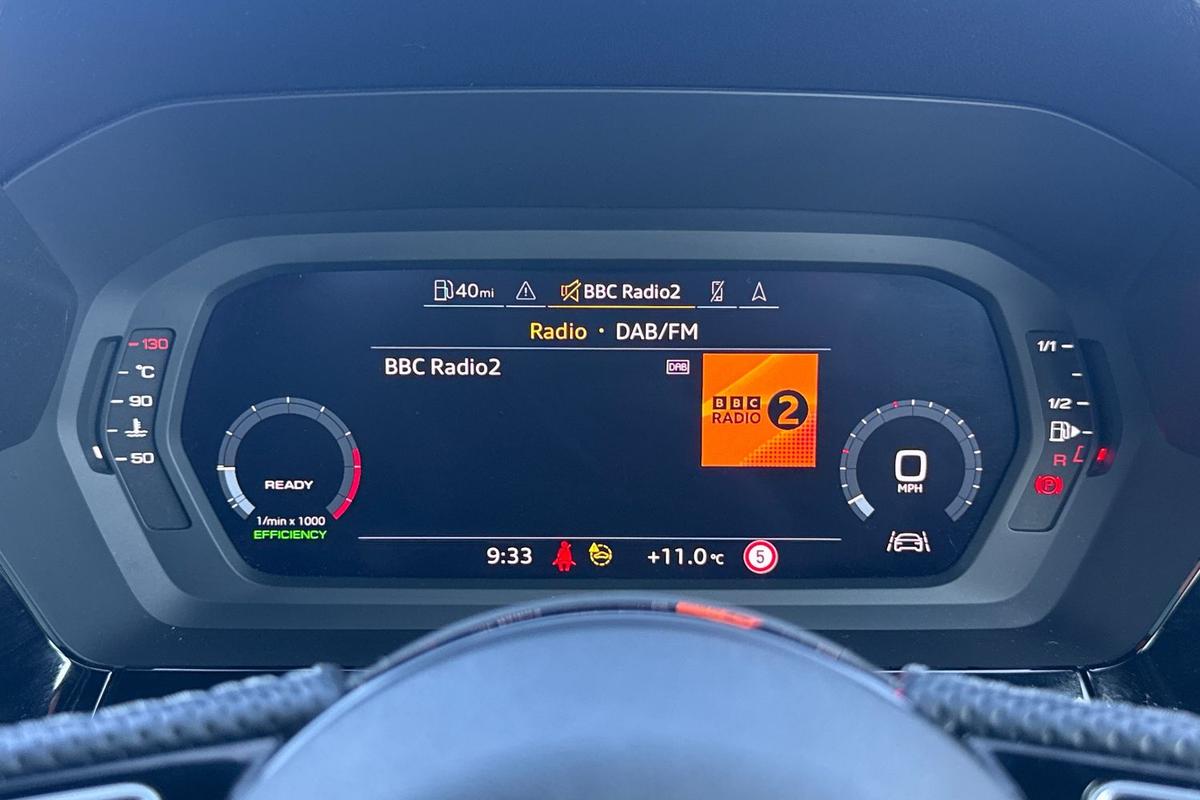 40mi
BBC Radio2
Radio · DAB/FM
BBC Radio2
DAB
BBC
RADIO 2
130
°C
90
50
READY
1/min x 1000
EFFICIENCY
0
MPH
1/1
1/2
R
P
9:33
+11.0°C
5